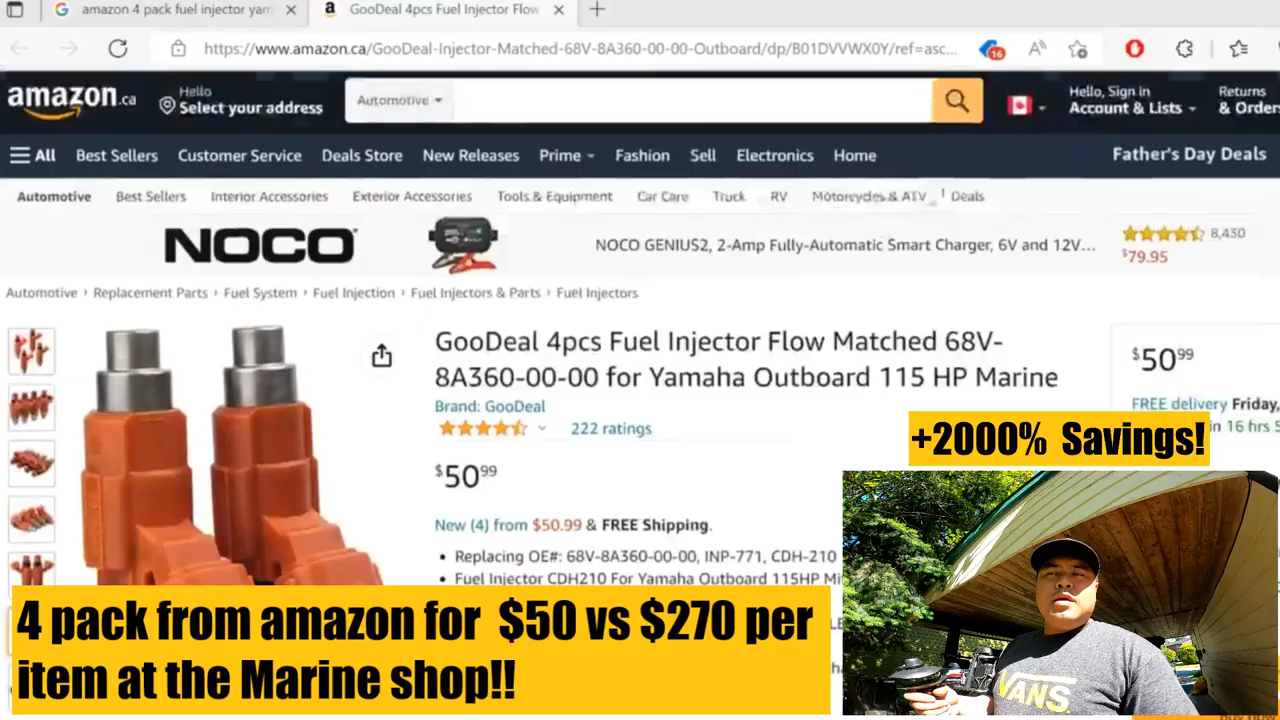 amazon 4 pack fuel injector yam
GooDeal 4pcs Fuel Injector Flow
https://www.amazon.ca/GooDeal-Injector-Matched-68V-8A360-00-00-Outboard/dp/B01DVVWX0Y/ref=asc...
16
amazon.ca
Hello
Select your address
Automotive
Hello, Sign in
Account & Lists
Returns
& Order
All Best Sellers Customer Service Deals Store New Releases Prime Fashion Sell Electronics Home
Father's Day Deals
Automotive Best Sellers Interior Accessories Exterior Accessories Tools & Equipment Car Care Truck RV Motorcycles & ATV Deals
NOCO
NOCO GENIUS2, 2-Amp Fully-Automatic Smart Charger, 6V and 12V...
8,430
$79.95
Automotive › Replacement Parts › Fuel System › Fuel Injection › Fuel Injectors & Parts › Fuel Injectors
GooDeal 4pcs Fuel Injector Flow Matched 68V-
8A360-00-00 for Yamaha Outboard 115 HP Marine
Brand: GooDeal
222 ratings
$5099
New (4) from $50.99 & FREE Shipping.
• Replacing OE#: 68V-8A360-00-00, INP-771, CDH-210
• Fuel Injector CDH210 For Yamaha Outboard 115HP Mi
$5099
FREE delivery Friday,
in 16 hrs 5
+2000% Savings!
VANS
4 pack from amazon for $50 vs $270 per
item at the Marine shop!!